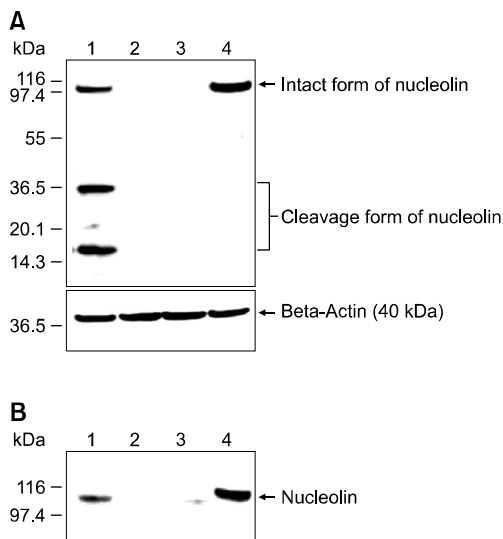 A
kDa 1 2 3 4
116
97.4
Intact form of nucleolin
55
36.5
20.1
Cleavage form of nucleolin
14.3
36.5
Beta-Actin (40 kDa)
B
kDa 1 2 3 4
116
Nucleolin
97.4